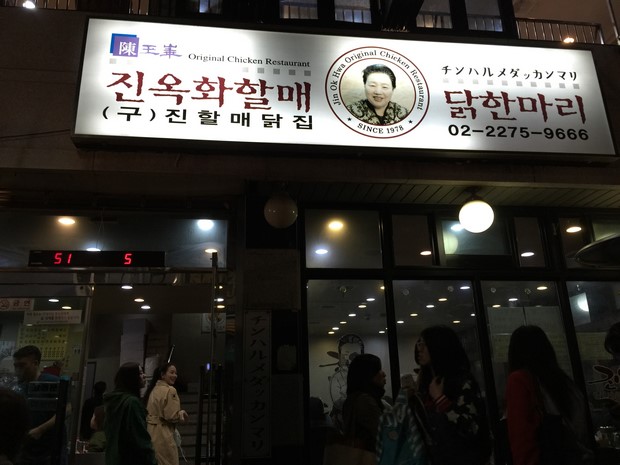 陳玉華 Original Chicken Restaurant
진옥화할매
(구)진할매닭집
Jin Ok Hwa Original Chicken Restaurant
SINCE 1978
チンハルメダッカンマリ
닭한마리
02-2275-9666
51 5
チンハルメダッカンマリ